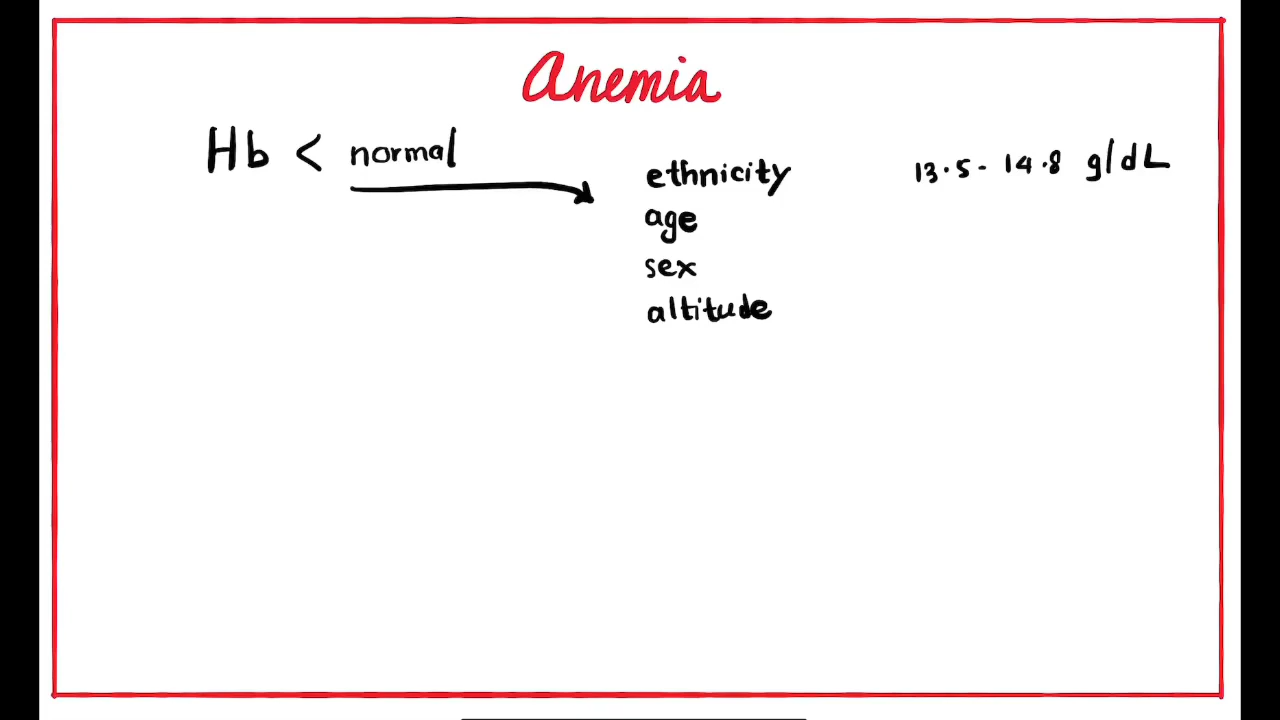 Anemia
Hb < normal
ethnicity
age
sex
altitude
13.5 - 14.8 g/dL